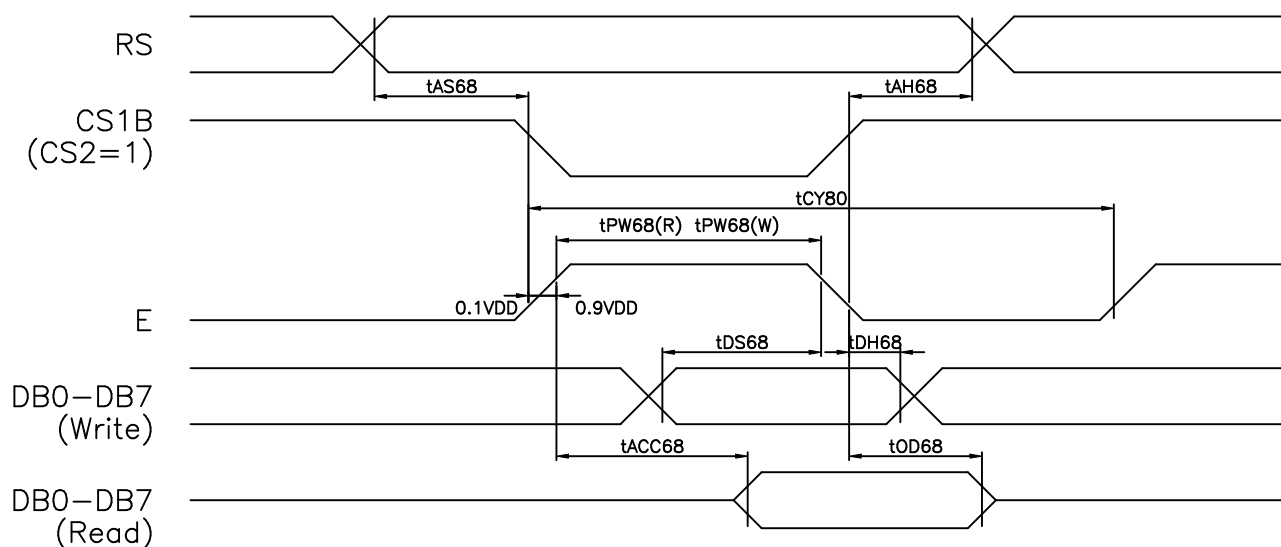 RS
tAS68
tAH68
CS1B
(CS2=1)
tCY80
tPW68(R) tPW68(W)
0.1VDD
0.9VDD
E
tDS68
tDH68
DB0-DB7
(Write)
tACC68
tOD68
DB0-DB7
(Read)